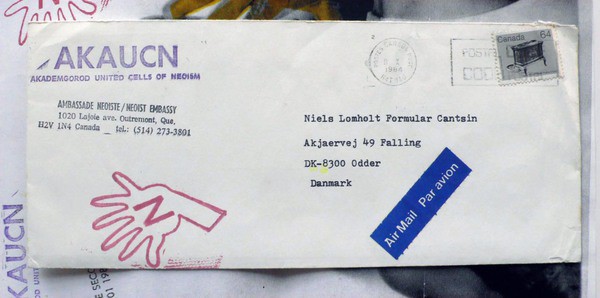 AKAUCN
AKADEMGOROD UNITED CELLS OF NEOISM
AMBASSADE NEOISTE/NEOIST EMBASSY
1020 Lajoie ave. Outremont, Que,
H2V 1N4 Canada _ tel.: (514) 273-3801
Canada 64
POSTA
Niels Lomholt Formular Cantsin
Akjaervej 49 Falling
DK-8300 Odder
Danmark
Air Mail Par avion
N
AKAUCN